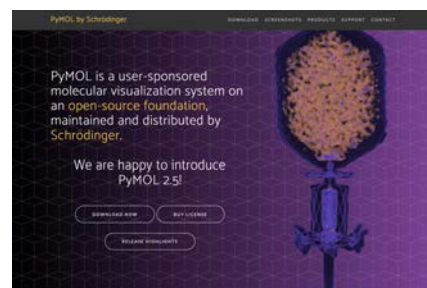 PyMOL by Schrödinger
DOWNLOAD SCREENSHOTS PRODUCTS SUPPORT CONTACT
PyMOL is a user-sponsored
molecular visualization system on
an open-source foundation,
maintained and distributed by
Schrödinger.
We are happy to introduce
PyMOL 2.5!
DOWNLOAD NOW
BUY LICENSE
RELEASE HIGHLIGHTS